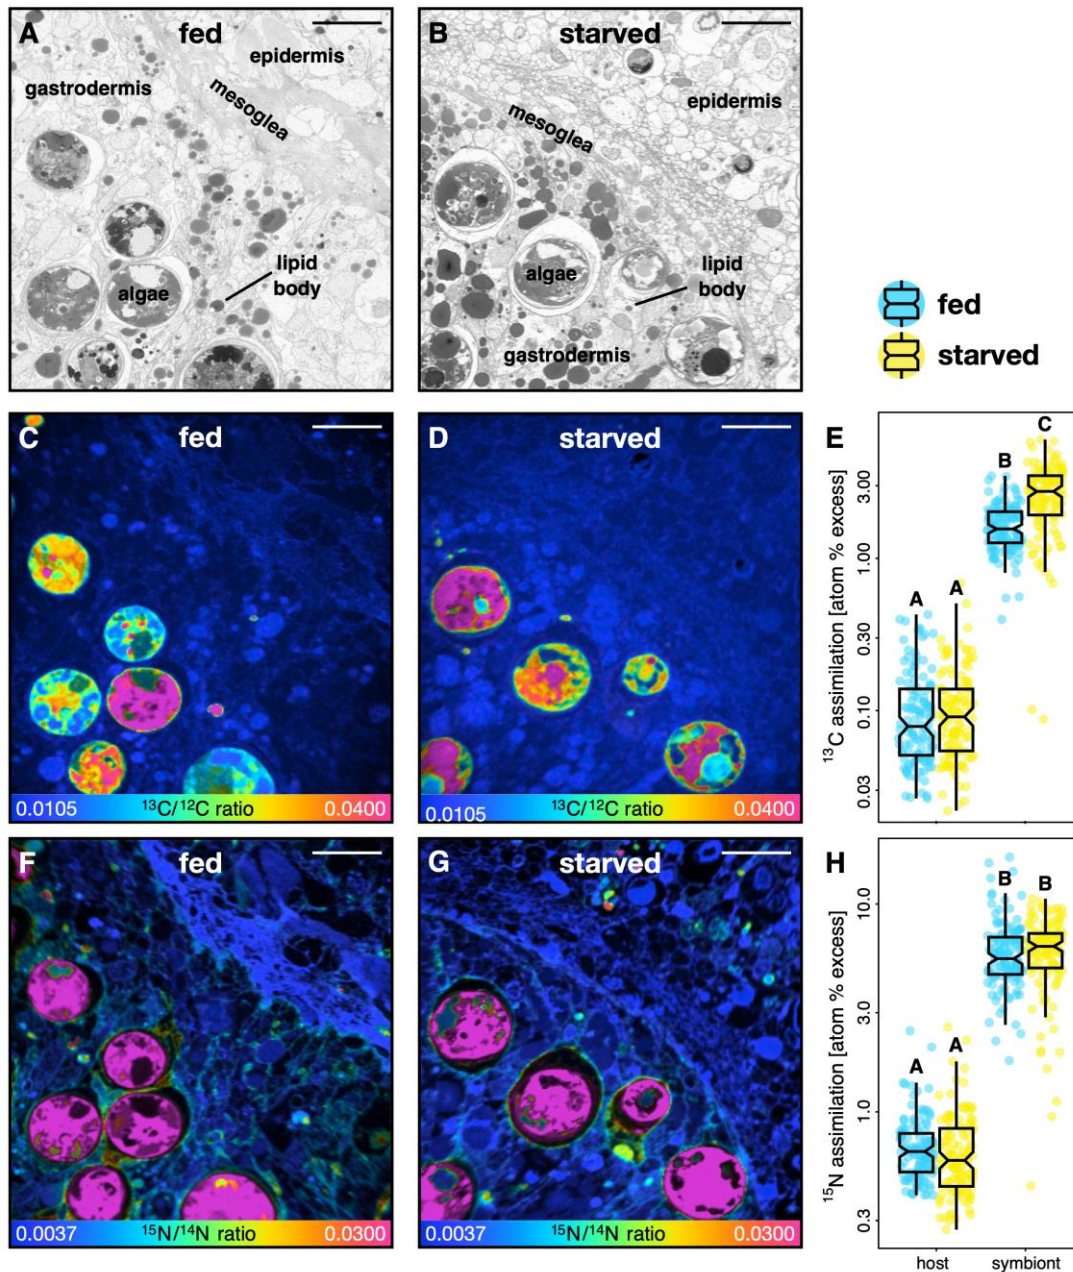 A
fed
epidermis
gastrodermis
mesoglea
lipid
body
algae
B
starved
epidermis
mesoglea
lipid
body
algae
gastrodermis
fed
starved
C
fed
0.0105
¹³C/¹²C ratio
0.0400
D
starved
0.0105
¹³C/¹²C ratio
0.0400
E
¹³C assimilation [atom % excess]
3.00
1.00
0.30
0.10
0.03
A
A
B
C
F
fed
0.0037
¹⁵N/¹⁴N ratio
0.0300
G
starved
0.0037
¹⁵N/¹⁴N ratio
0.0300
H
¹⁵N assimilation [atom % excess]
10.0
3.0
1.0
0.3
A
A
B
B
host
symbiont